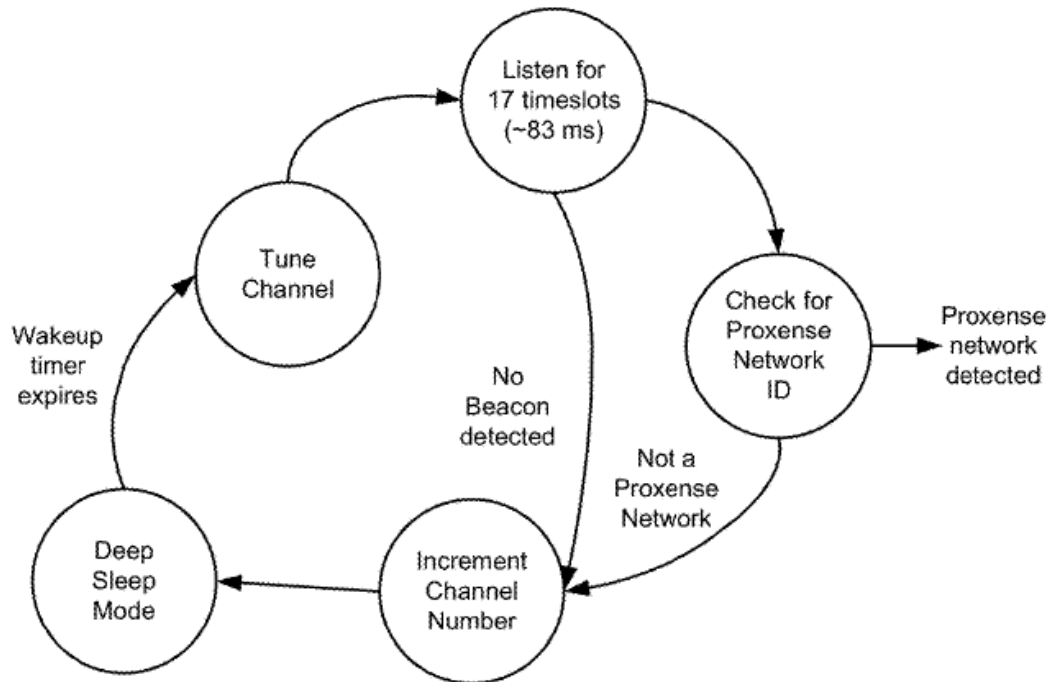 Listen for
17 timeslots
(~83 ms)
Tune
Channel
Check for
Proxense
Network
ID
Proxense
network
detected
Wakeup
timer
expires
No
Beacon
detected
Not a
Proxense
Network
Deep
Sleep
Mode
Increment
Channel
Number